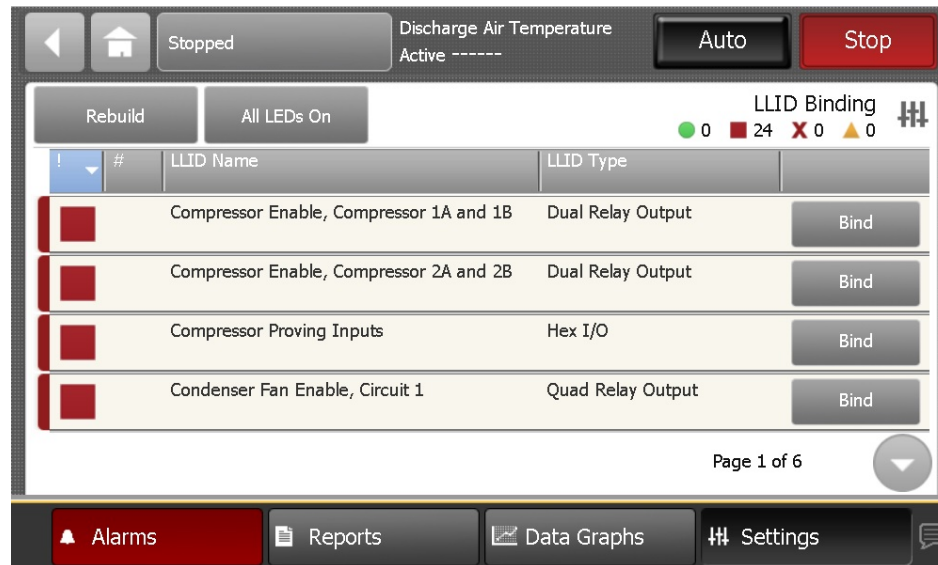 Stopped
Discharge Air Temperature
Active ------
Auto
Stop
Rebuild
All LEDs On
LLID Binding
0 24 0 0
! # LLID Name LLID Type
Compressor Enable, Compressor 1A and 1B Dual Relay Output Bind
Compressor Enable, Compressor 2A and 2B Dual Relay Output Bind
Compressor Proving Inputs Hex I/O Bind
Condenser Fan Enable, Circuit 1 Quad Relay Output Bind
Page 1 of 6
Alarms Reports Data Graphs Settings